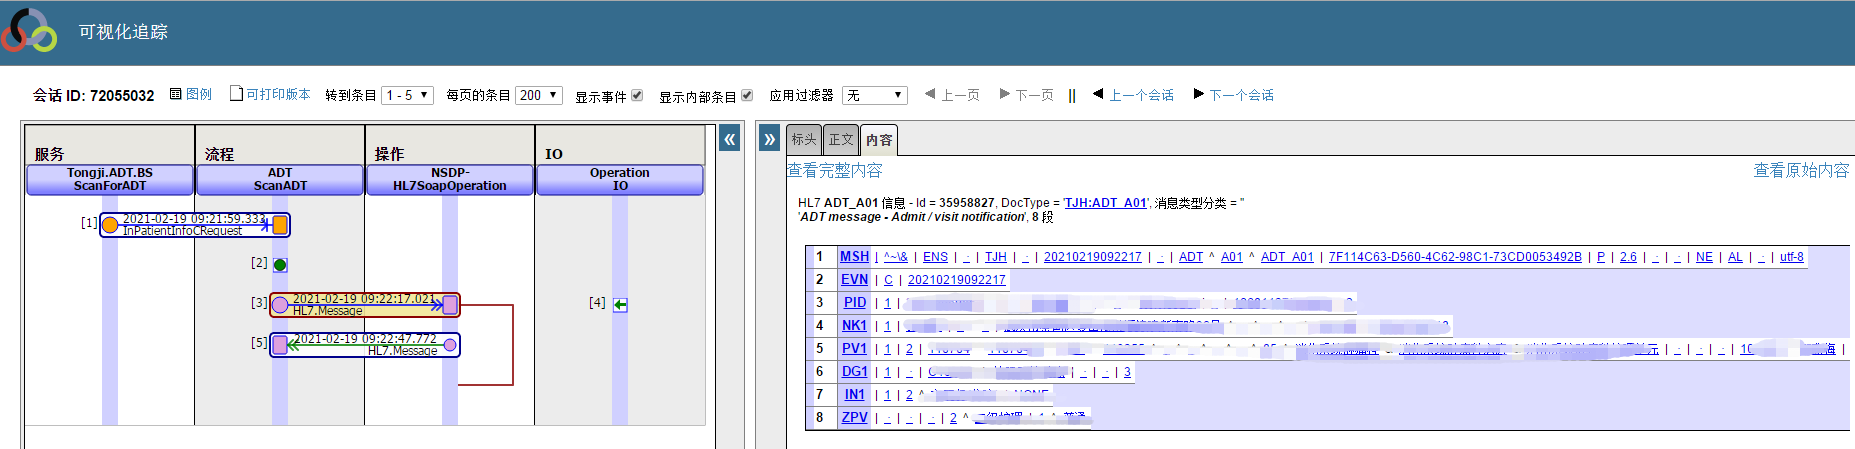 可视化追踪
会话 ID: 72055032 图例 可打印版本 转到条目 1 - 5 每页的条目 200 显示事件 显示内部条目 应用过滤器 无 上一页 下一页 || 上一个会话 下一个会话
服务 流程 操作 IO
Tongji.ADT.BS ADT NSDP- Operation
ScanForADT ScanADT HL7SoapOperation IO
[1] 2021-02-19 09:21:59.333
InPatientInfoCRequest
[2]
[3] 2021-02-19 09:22:17.021 [4]
HL7.Message
[5] 2021-02-19 09:22:47.772
HL7.Message
« »
标头 正文 内容
查看完整内容 查看原始内容
HL7 ADT_A01 信息 - Id = 35958827, DocType = 'TJH:ADT_A01', 消息类型分类 = ''
'ADT message - Admit / visit notification', 8 段
1 MSH | ^~\& | ENS | - | TJH | - | 20210219092217 | - | ADT ^ A01 ^ ADT_A01 | 7F114C63-D560-4C62-98C1-73CD0053492B | P | 2.6 | - | - | NE | AL | - | utf-8
2 EVN | C | 20210219092217
3 PID | 1 |
4 NK1 | 1 |
5 PV1 | 1 | 2 | | - | - | - |
6 DG1 | 1 | - | | - | - | 3
7 IN1 | 1 | 2 ^
8 ZPV | - | - | - | 2 ^